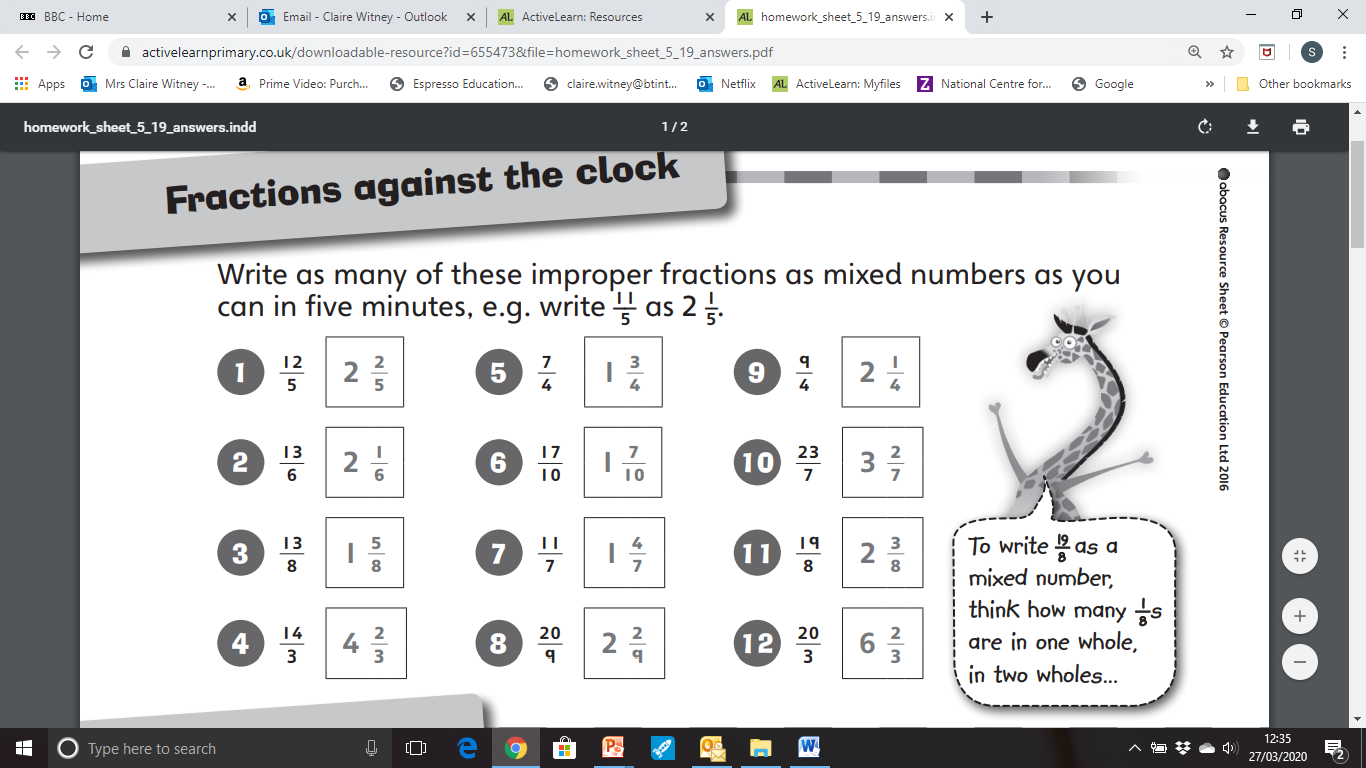 BBC BBC - Home
Email - Claire Witney - Outlook
AL ActiveLearn: Resources
AL homework_sheet_5_19_answers.i
activelearnprimary.co.uk/downloadable-resource?id=655473&file=homework_sheet_5_19_answers.pdf
S
Apps
Mrs Claire Witney -...
Prime Video: Purch...
Espresso Education...
claire.witney@btint...
Netflix
AL ActiveLearn: Myfiles
National Centre for...
Google
»
Other bookmarks
homework_sheet_5_19_answers.indd
1 / 2
Fractions against the clock
Write as many of these improper fractions as mixed numbers as you
can in five minutes, e.g. write 11/5 as 2 1/5.
1 12/5 2 2/5
2 13/6 2 1/6
3 13/8 1 5/8
4 14/3 4 2/3
5 7/4 1 3/4
6 17/10 1 7/10
7 11/7 1 4/7
8 20/9 2 2/9
9 9/4 2 1/4
10 23/7 3 2/7
11 19/8 2 3/8
12 20/3 6 2/3
To write 19/8 as a
mixed number,
think how many 1/8s
are in one whole,
in two wholes...
abacus Resource Sheet © Pearson Education Ltd 2016
Type here to search
12:35
27/03/2020
2